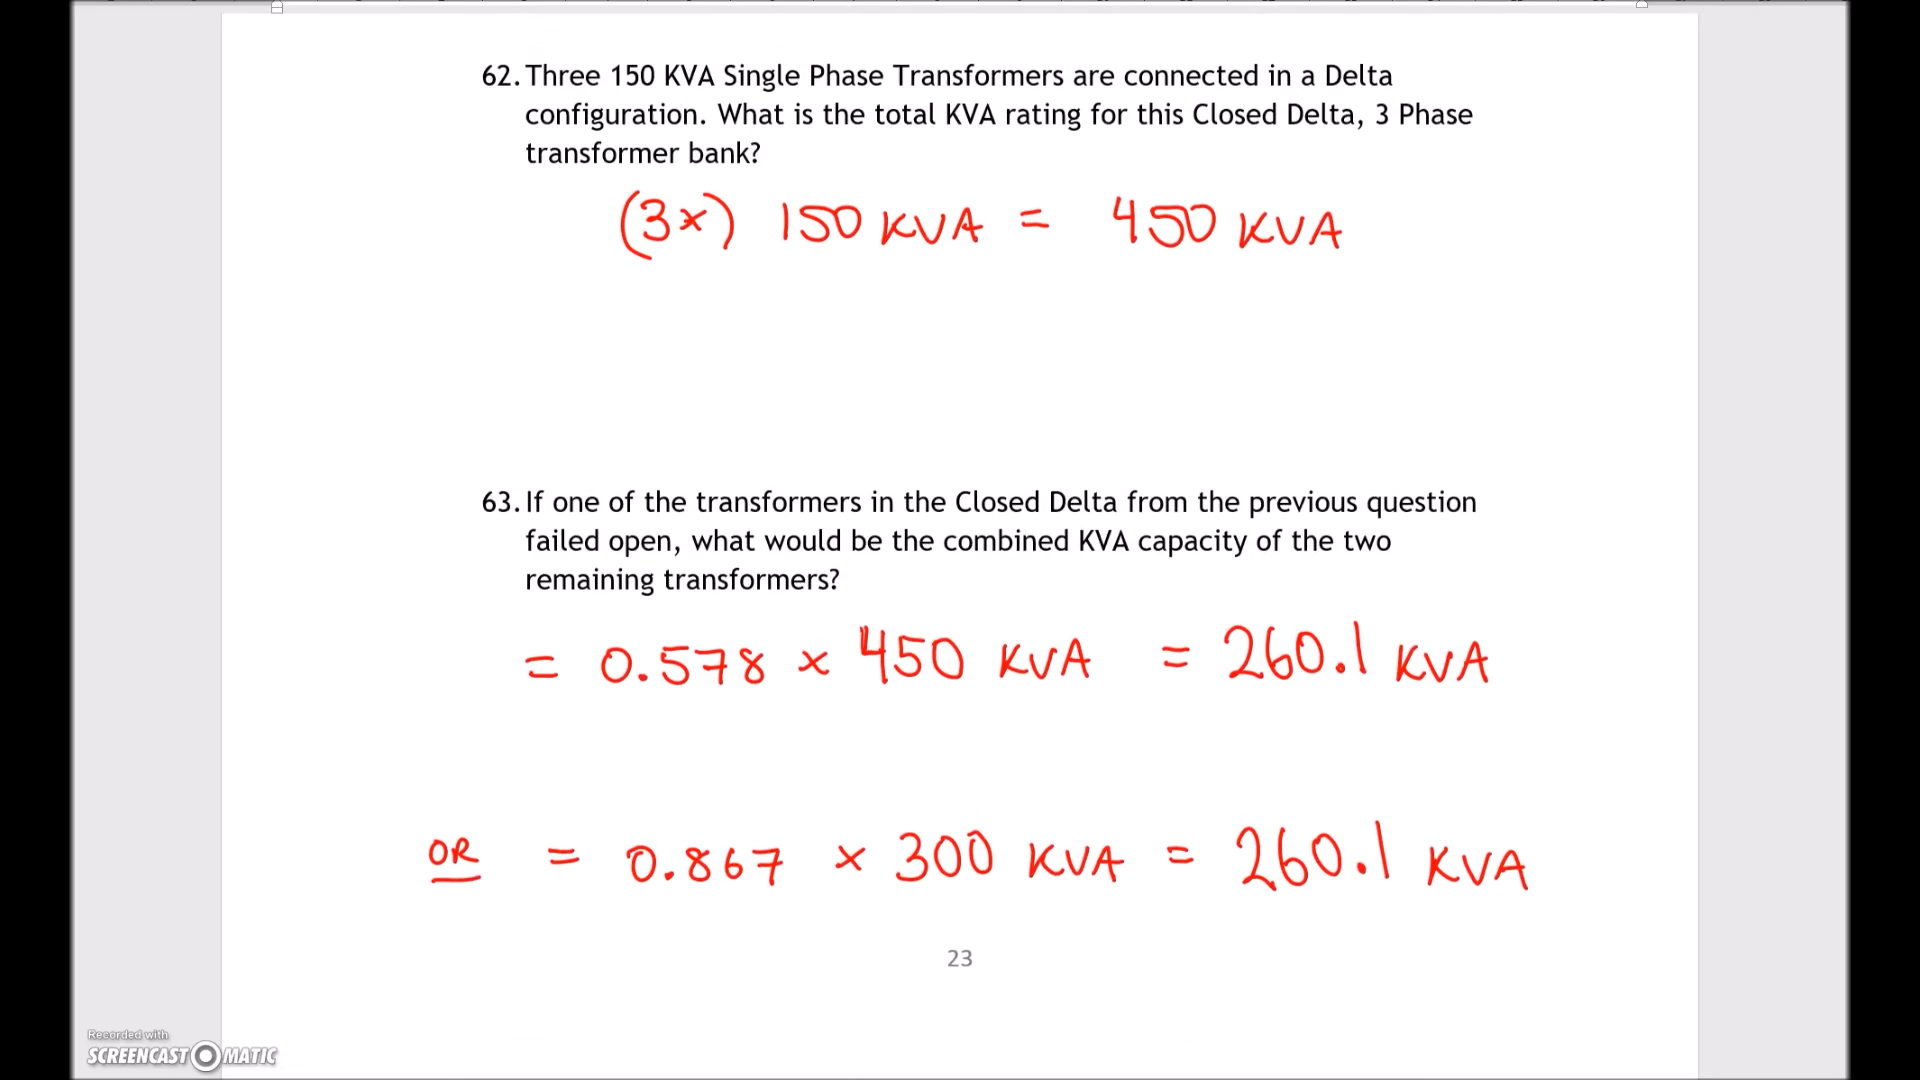 62. Three 150 KVA Single Phase Transformers are connected in a Delta
configuration. What is the total KVA rating for this Closed Delta, 3 Phase
transformer bank?
(3x) 150 KVA = 450 KVA
63. If one of the transformers in the Closed Delta from the previous question
failed open, what would be the combined KVA capacity of the two
remaining transformers?
= 0.578 x 450 KVA = 260.1 KVA
OR = 0.867 x 300 KVA = 260.1 KVA
23
Recorded with
SCREENCAST MATIC